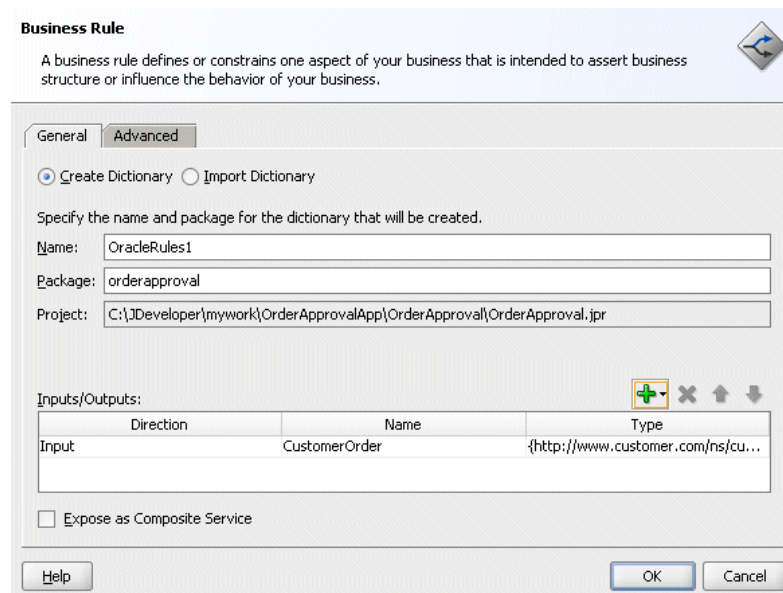 Business Rule
A business rule defines or constrains one aspect of your business that is intended to assert business
structure or influence the behavior of your business.
General Advanced
Create Dictionary Import Dictionary
Specify the name and package for the dictionary that will be created.
Name: OracleRules1
Package: orderapproval
Project: C:\JDeveloper\mywork\OrderApprovalApp\OrderApproval\OrderApproval.jpr
Inputs/Outputs:
Direction Name Type
Input CustomerOrder {http://www.customer.com/ns/cu...
Expose as Composite Service
Help OK Cancel